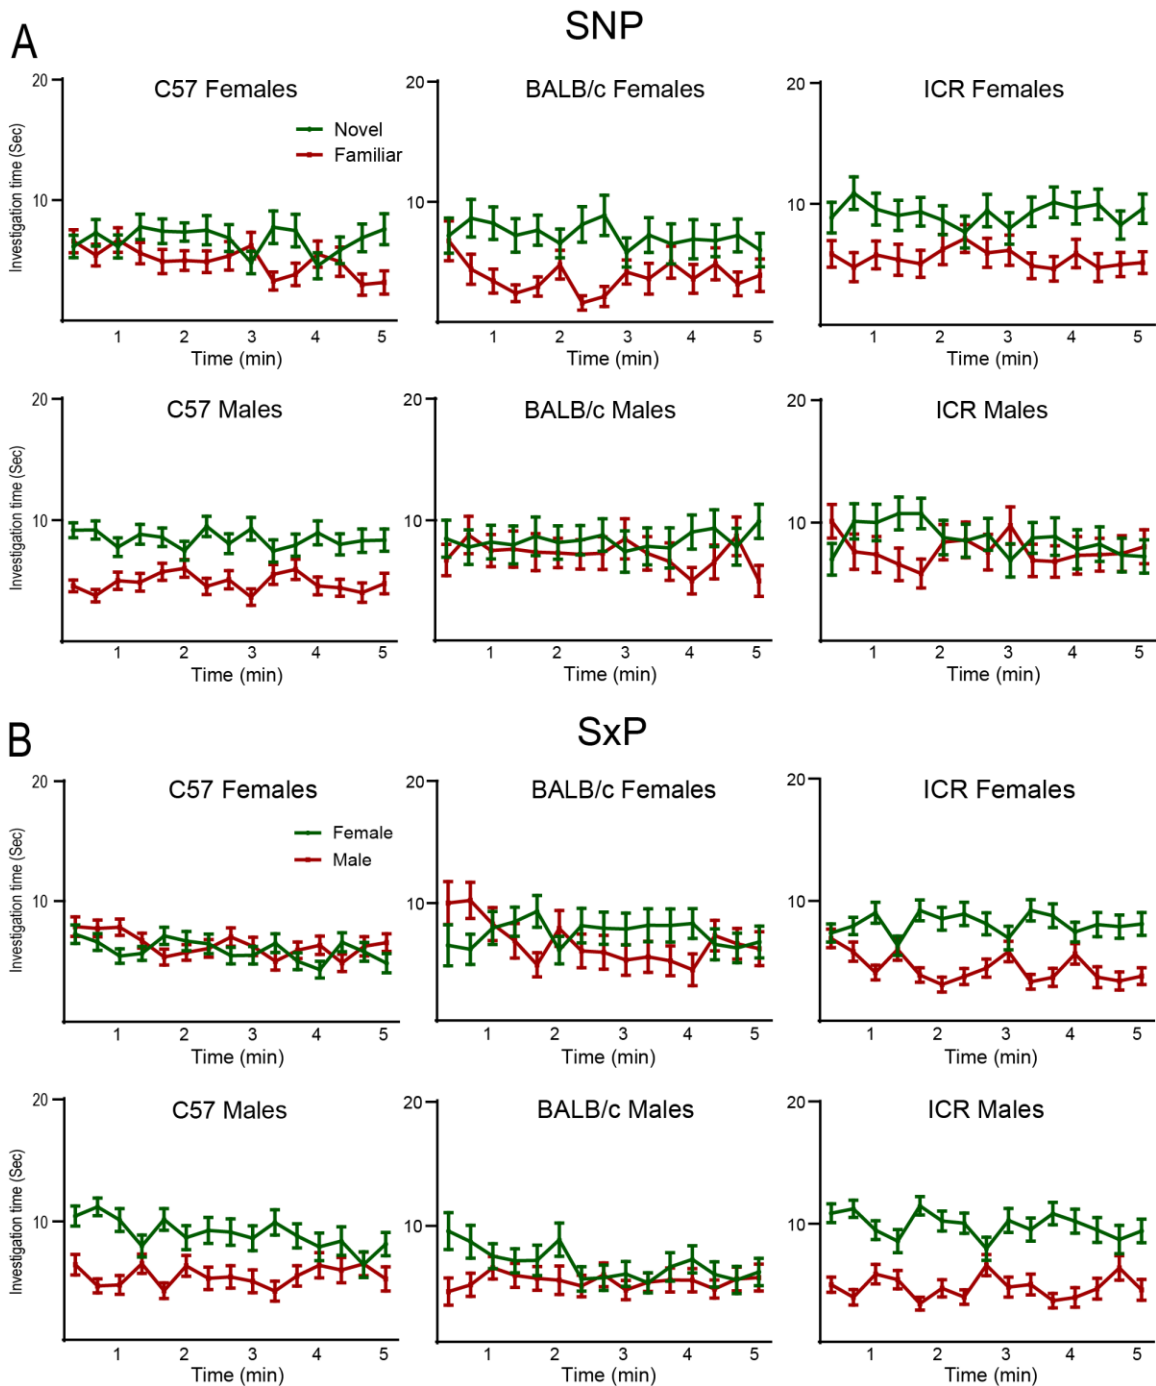 A
SNP
C57 Females
BALB/c Females
ICR Females
Novel
Familiar
Investigation time (Sec)
20
10
20
10
20
10
1 2 3 4 5
1 2 3 4 5
1 2 3 4 5
Time (min)
Time (min)
Time (min)
C57 Males
BALB/c Males
ICR Males
Investigation time (Sec)
20
10
20
10
20
10
1 2 3 4 5
1 2 3 4 5
1 2 3 4 5
Time (min)
Time (min)
Time (min)
B
SxP
C57 Females
BALB/c Females
ICR Females
Female
Male
Investigation time (Sec)
20
10
20
10
20
10
1 2 3 4 5
1 2 3 4 5
1 2 3 4 5
Time (min)
Time (min)
Time (min)
C57 Males
BALB/c Males
ICR Males
Investigation time (Sec)
20
10
20
10
20
10
1 2 3 4 5
1 2 3 4 5
1 2 3 4 5
Time (min)
Time (min)
Time (min)